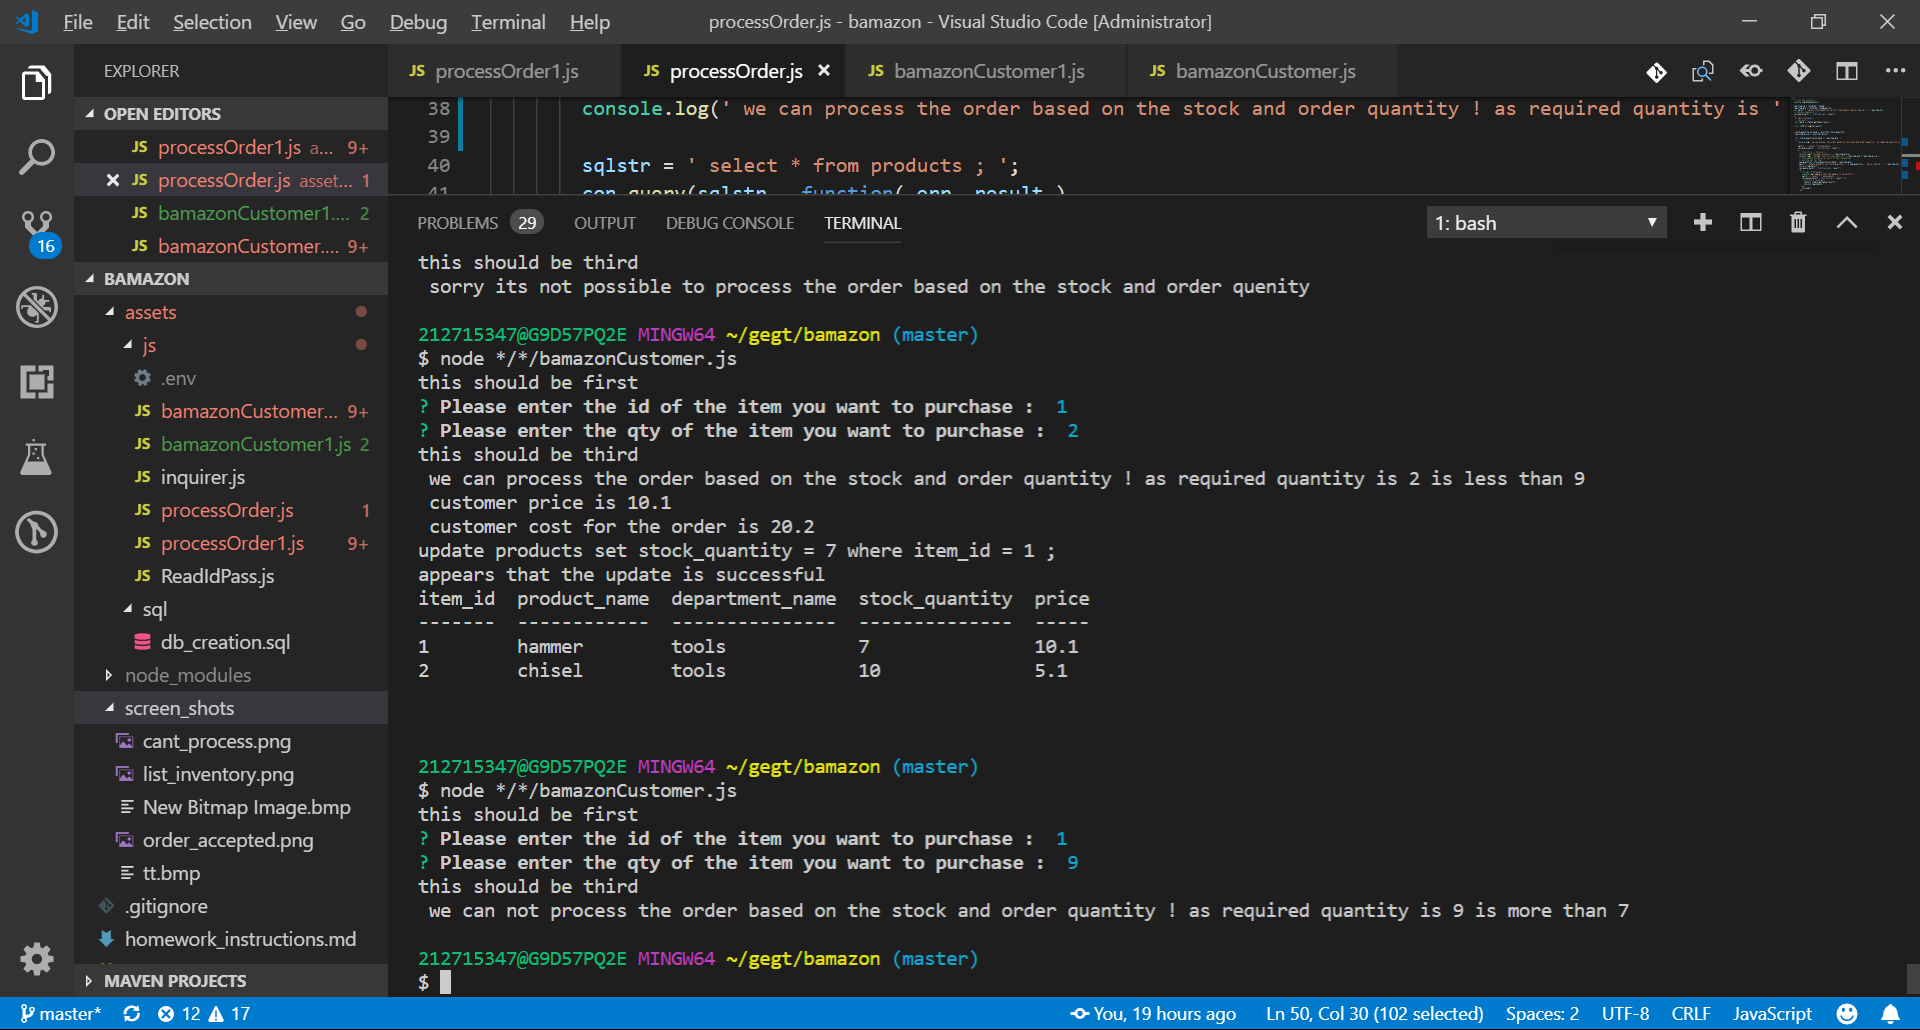 File Edit Selection View Go Debug Terminal Help processOrder.js - bamazon - Visual Studio Code [Administrator]
EXPLORER
OPEN EDITORS
JS processOrder1.js a... 9+
JS processOrder.js asset... 1
JS bamazonCustomer1.... 2
JS bamazonCustomer.... 9+
16
BAMAZON
assets
js
.env
JS bamazonCustomer... 9+
JS bamazonCustomer1.js 2
JS inquirer.js
JS processOrder.js 1
JS processOrder1.js 9+
JS ReadIdPass.js
sql
db_creation.sql
node_modules
screen_shots
cant_process.png
list_inventory.png
New Bitmap Image.bmp
order_accepted.png
tt.bmp
.gitignore
homework_instructions.md
MAVEN PROJECTS
JS processOrder1.js JS processOrder.js JS bamazonCustomer1.js JS bamazonCustomer.js
38 console.log(' we can process the order based on the stock and order quantity ! as required quantity is '
39
40 sqlstr = ' select * from products ; ';
41 con.query(sqlstr function( err result )
PROBLEMS 29 OUTPUT DEBUG CONSOLE TERMINAL 1: bash
this should be third
sorry its not possible to process the order based on the stock and order quenity
212715347@G9D57PQ2E MINGW64 ~/gegt/bamazon (master)
$ node */*/bamazonCustomer.js
this should be first
? Please enter the id of the item you want to purchase : 1
? Please enter the qty of the item you want to purchase : 2
this should be third
we can process the order based on the stock and order quantity ! as required quantity is 2 is less than 9
customer price is 10.1
customer cost for the order is 20.2
update products set stock_quantity = 7 where item_id = 1 ;
appears that the update is successful
item_id product_name department_name stock_quantity price
------- ------------ --------------- -------------- -----
1 hammer tools 7 10.1
2 chisel tools 10 5.1
212715347@G9D57PQ2E MINGW64 ~/gegt/bamazon (master)
$ node */*/bamazonCustomer.js
this should be first
? Please enter the id of the item you want to purchase : 1
? Please enter the qty of the item you want to purchase : 9
this should be third
we can not process the order based on the stock and order quantity ! as required quantity is 9 is more than 7
212715347@G9D57PQ2E MINGW64 ~/gegt/bamazon (master)
$
master* 12 17 You, 19 hours ago Ln 50, Col 30 (102 selected) Spaces: 2 UTF-8 CRLF JavaScript